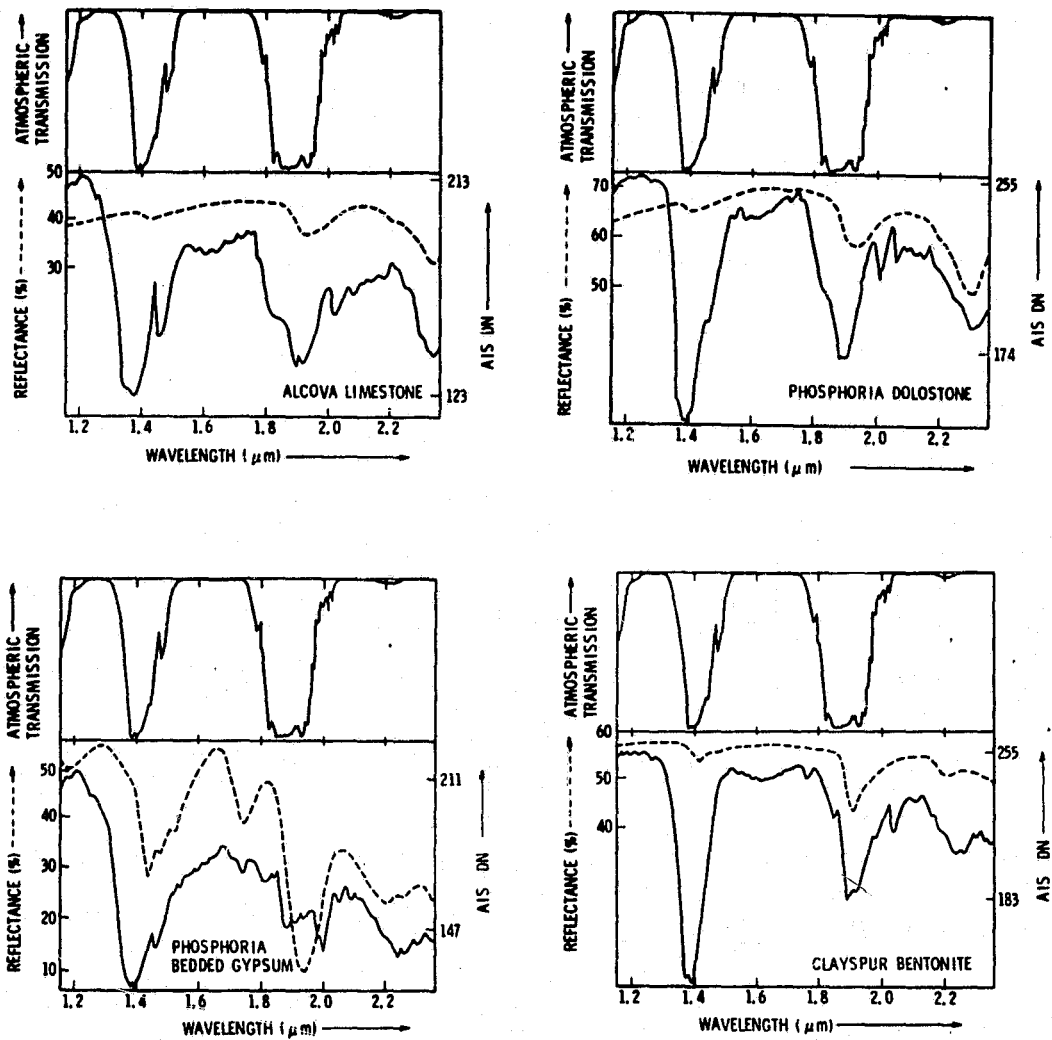 ATMOSPHERIC
TRANSMISSION
50
40
30
REFLECTANCE (%)
213
123
AIS DN
ALCOVA LIMESTONE
1.2 1.4 1.6 1.8 2.0 2.2
WAVELENGTH (μm)
ATMOSPHERIC
TRANSMISSION
70
60
50
REFLECTANCE (%)
255
174
AIS DN
PHOSPHORIA DOLOSTONE
1.2 1.4 1.6 1.8 2.0 2.2
WAVELENGTH (μm)
ATMOSPHERIC
TRANSMISSION
50
40
30
20
10
REFLECTANCE (%)
211
147
AIS DN
PHOSPHORIA
BEDDED GYPSUM
1.2 1.4 1.6 1.8 2.0 2.2
WAVELENGTH (μm)
ATMOSPHERIC
TRANSMISSION
60
50
40
REFLECTANCE (%)
255
183
AIS DN
CLAYSPUR BENTONITE
1.2 1.4 1.6 1.8 2.0 2.2
WAVELENGTH (μm)